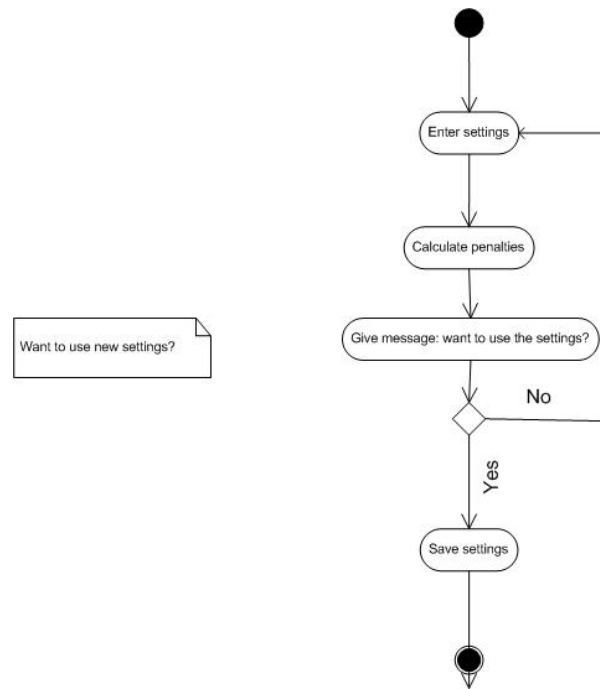 Enter settings
Calculate penalties
Want to use new settings?
Give message: want to use the settings?
No
Yes
Save settings